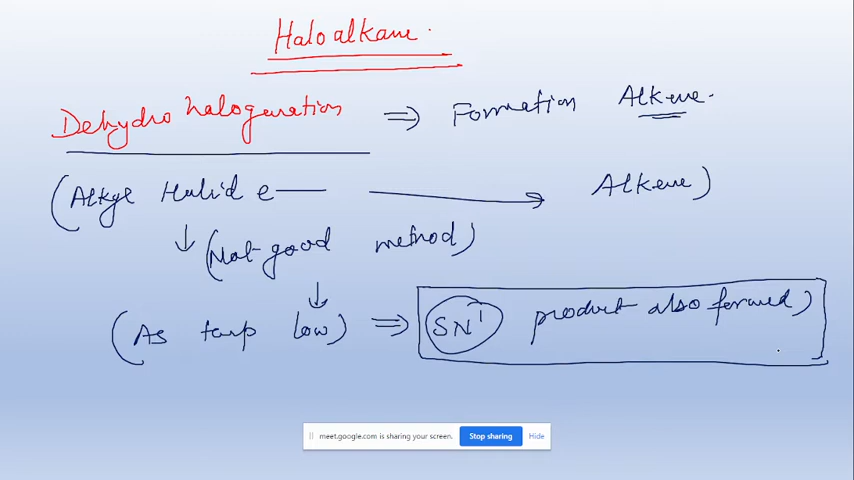 Haloalkane.
Dehydrohalogenation ⇒ Formation Alkene.
(Alkyl Halide —— → Alkene)
↓ (Not good method)
↓
(As temp low) ⇒ SN1 product also formed)
meet.google.com is sharing your screen. Stop sharing Hide